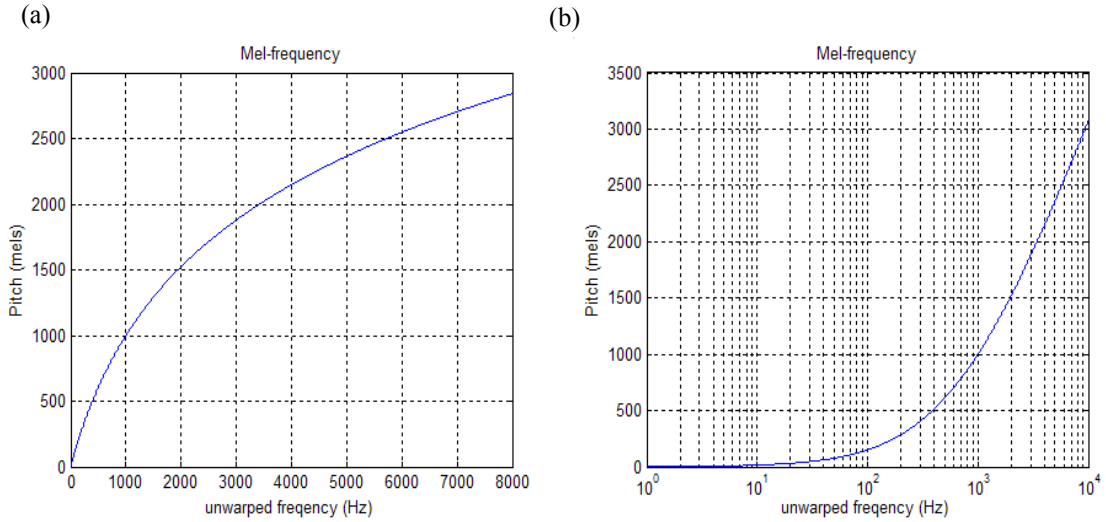 (a)
Mel-frequency
3000
2500
2000
1500
1000
500
0
Pitch (mels)
0 1000 2000 3000 4000 5000 6000 7000 8000
unwarped freqency (Hz)
(b)
Mel-frequency
3500
3000
2500
2000
1500
1000
500
0
Pitch (mels)
10^0 10^1 10^2 10^3 10^4
unwarped freqency (Hz)